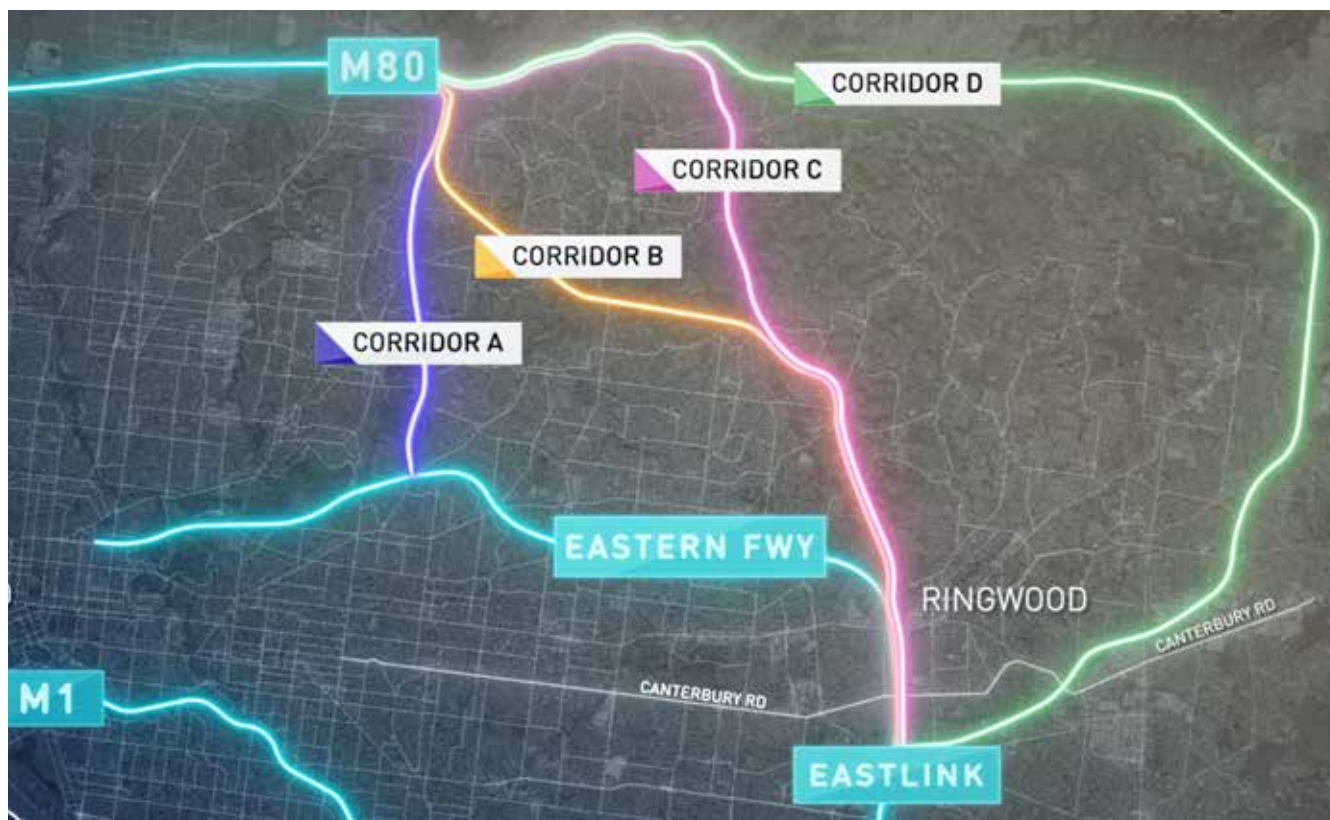 M80
CORRIDOR D
CORRIDOR C
CORRIDOR B
CORRIDOR A
EASTERN FWY
RINGWOOD
CANTERBURY RD
CANTERBURY RD
M1
EASTLINK